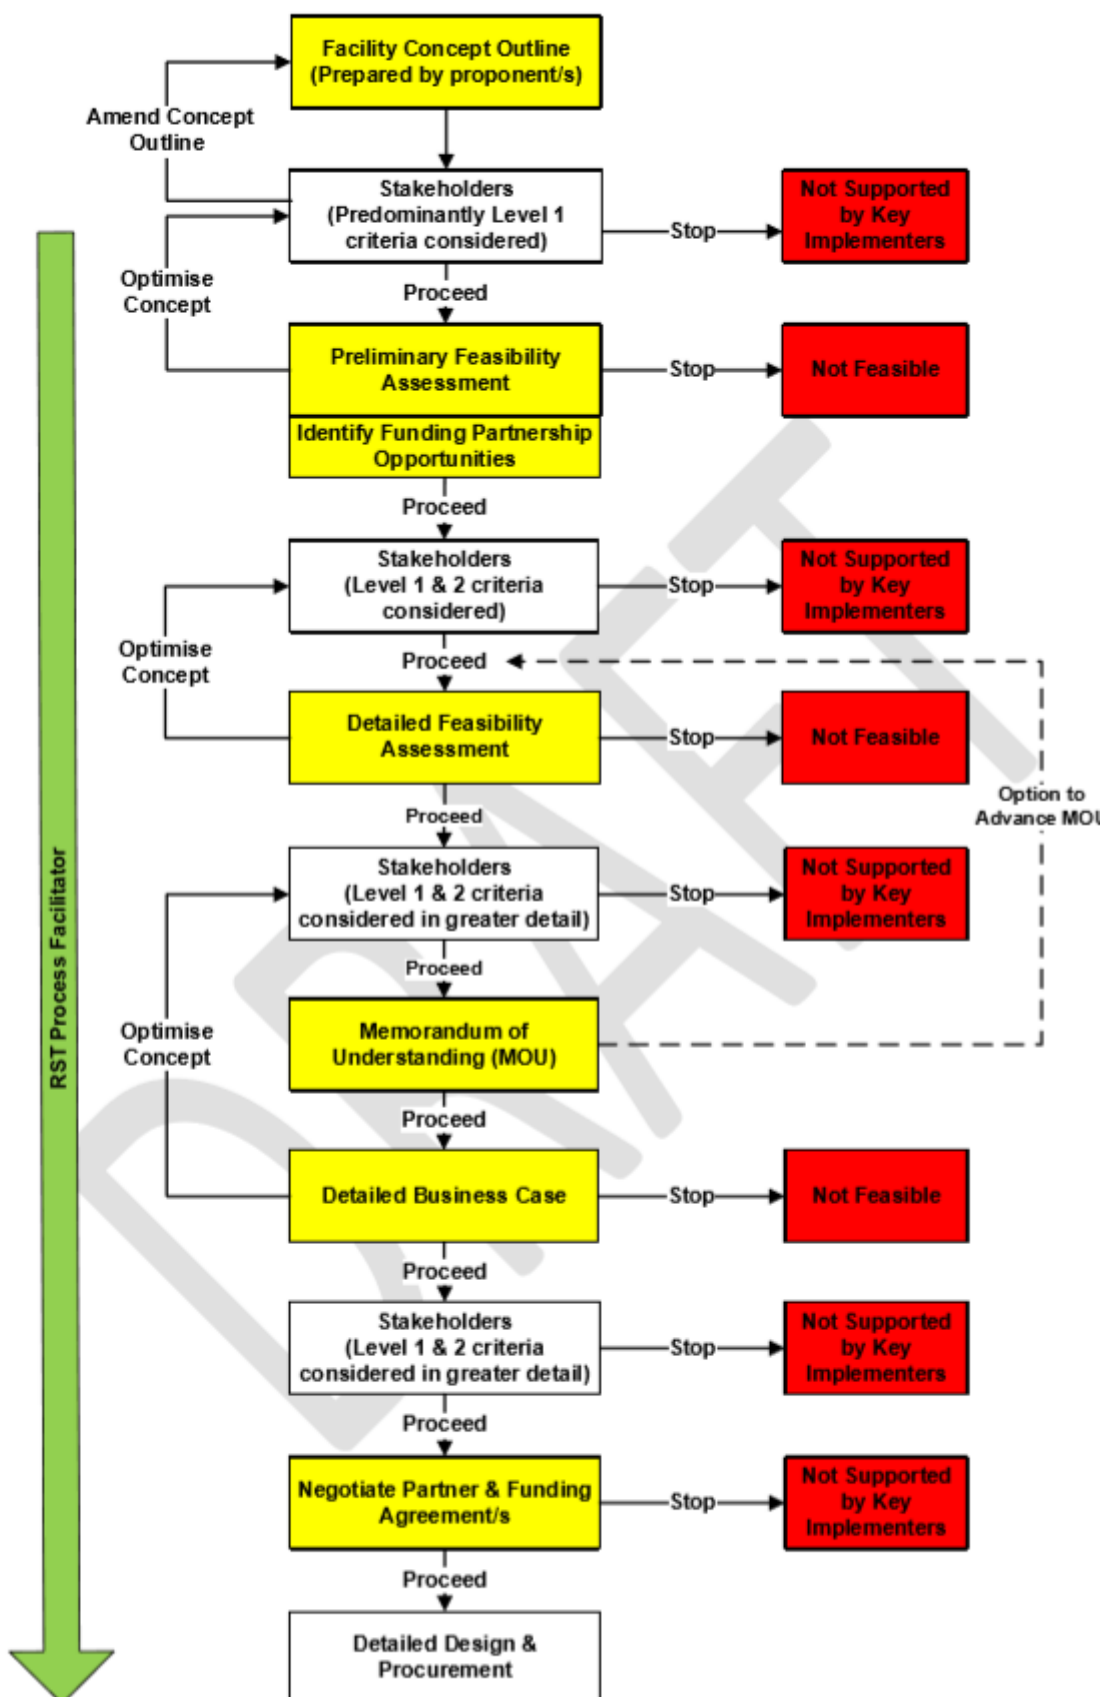 Facility Concept Outline
(Prepared by proponent/s)
Amend Concept
Outline
Stakeholders
(Predominantly Level 1
criteria considered)
Stop
Not Supported
by Key
Implementers
Optimise
Concept
Proceed
Preliminary Feasibility
Assessment
Stop
Not Feasible
Identify Funding Partnership
Opportunities
Proceed
Stakeholders
(Level 1 & 2 criteria
considered)
Stop
Not Supported
by Key
Implementers
Optimise
Concept
Proceed
Detailed Feasibility
Assessment
Stop
Not Feasible
Option to
Advance MOU
Proceed
Stakeholders
(Level 1 & 2 criteria
considered in greater detail)
Stop
Not Supported
by Key
Implementers
Proceed
Optimise
Concept
Memorandum of
Understanding (MOU)
Proceed
Detailed Business Case
Stop
Not Feasible
Proceed
Stakeholders
(Level 1 & 2 criteria
considered in greater detail)
Stop
Not Supported
by Key
Implementers
Proceed
Negotiate Partner & Funding
Agreement/s
Stop
Not Supported
by Key
Implementers
Proceed
Detailed Design &
Procurement
RST Process Facilitator
DRAFT